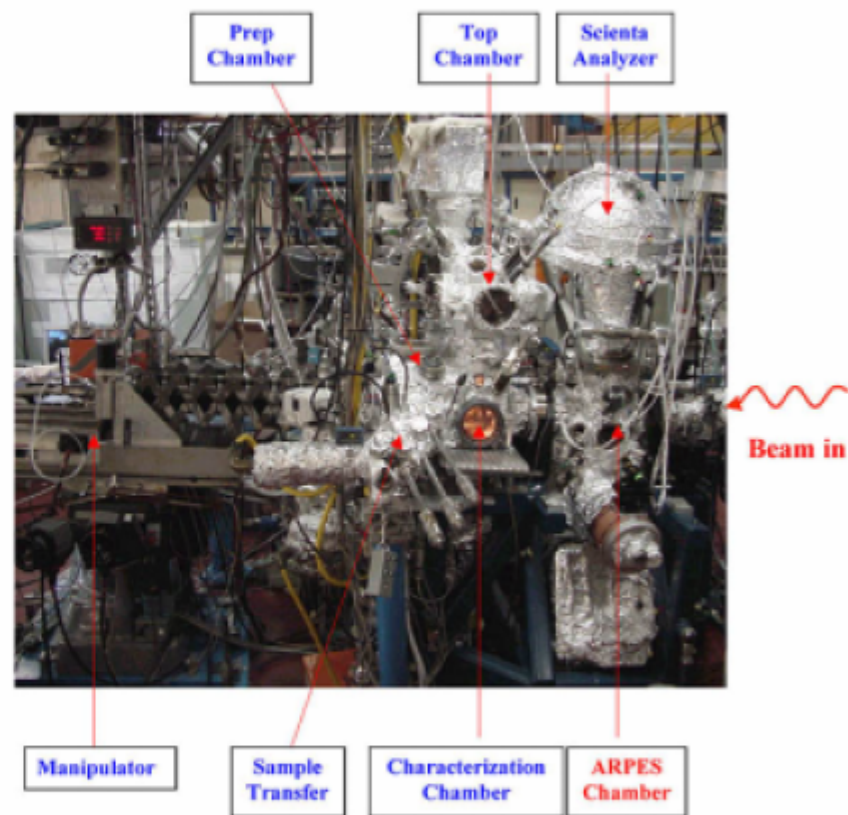 Prep
Chamber
Top
Chamber
Scienta
Analyzer
Beam in
Manipulator
Sample
Transfer
Characterization
Chamber
ARPES
Chamber